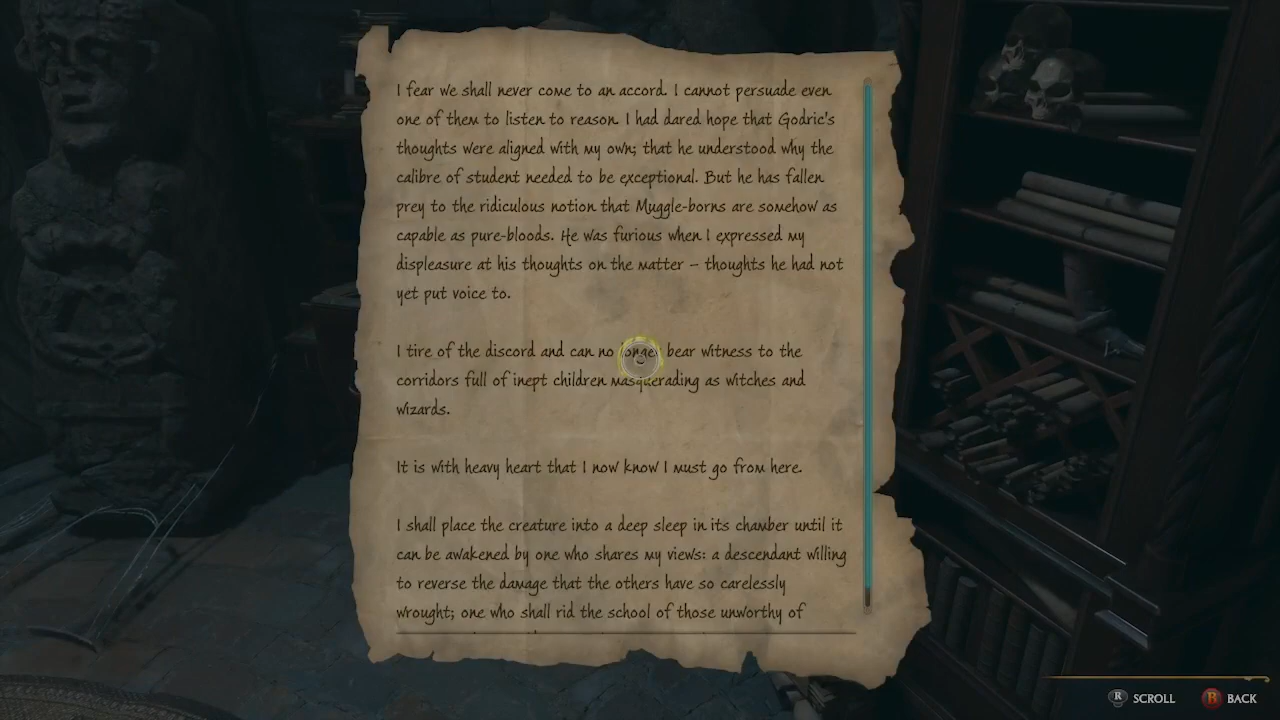 I fear we shall never come to an accord. I cannot persuade even
one of them to listen to reason. I had dared hope that Godric's
thoughts were aligned with my own; that he understood why the
calibre of student needed to be exceptional. But he has fallen
prey to the ridiculous notion that Muggle-borns are somehow as
capable as pure-bloods. He was furious when I expressed my
displeasure at his thoughts on the matter – thoughts he had not
yet put voice to.
I tire of the discord and can no longer bear witness to the
corridors full of inept children masquerading as witches and
wizards.
It is with heavy heart that I now know I must go from here.
I shall place the creature into a deep sleep in its chamber until it
can be awakened by one who shares my views: a descendant willing
to reverse the damage that the others have so carelessly
wrought; one who shall rid the school of those unworthy of
R SCROLL B BACK